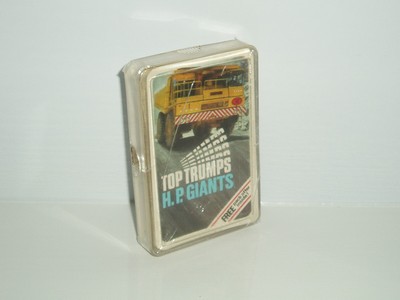 TOP TRUMPS
H.P. GIANTS
FREE